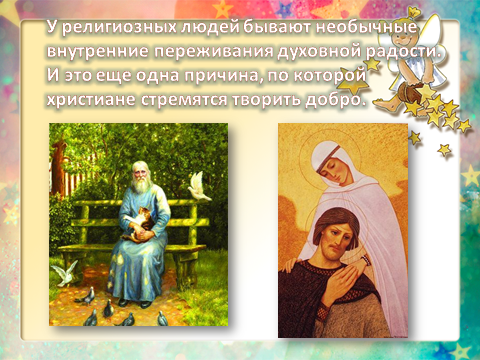 У религиозных людей бывают необычные
внутренние переживания духовной радости.
И это еще одна причина, по которой
христиане стремятся творить добро.